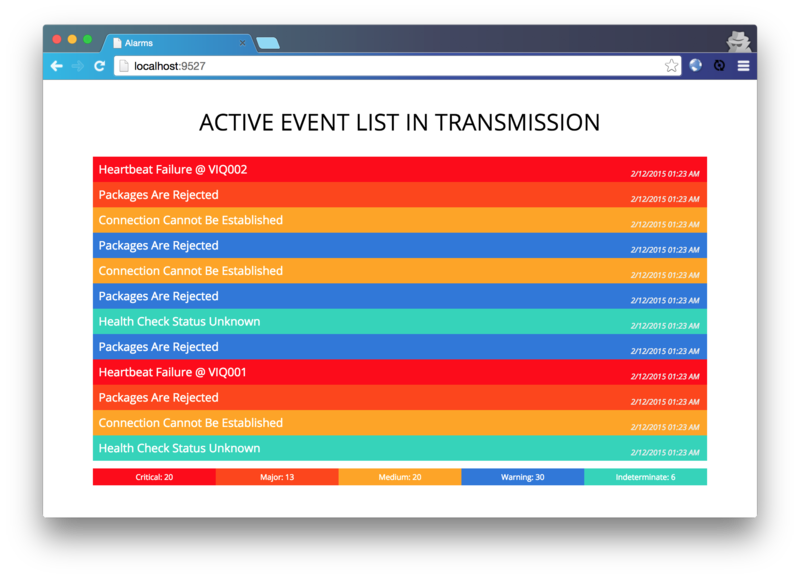 Alarms
localhost:9527
ACTIVE EVENT LIST IN TRANSMISSION
Heartbeat Failure @ VIQ002 2/12/2015 01:23 AM
Packages Are Rejected 2/12/2015 01:23 AM
Connection Cannot Be Established 2/12/2015 01:23 AM
Packages Are Rejected 2/12/2015 01:23 AM
Connection Cannot Be Established 2/12/2015 01:23 AM
Packages Are Rejected 2/12/2015 01:23 AM
Health Check Status Unknown 2/12/2015 01:23 AM
Packages Are Rejected 2/12/2015 01:23 AM
Heartbeat Failure @ VIQ001 2/12/2015 01:23 AM
Packages Are Rejected 2/12/2015 01:23 AM
Connection Cannot Be Established 2/12/2015 01:23 AM
Health Check Status Unknown 2/12/2015 01:23 AM
Critical: 20 Major: 13 Medium: 20 Warning: 30 Indeterminate: 6